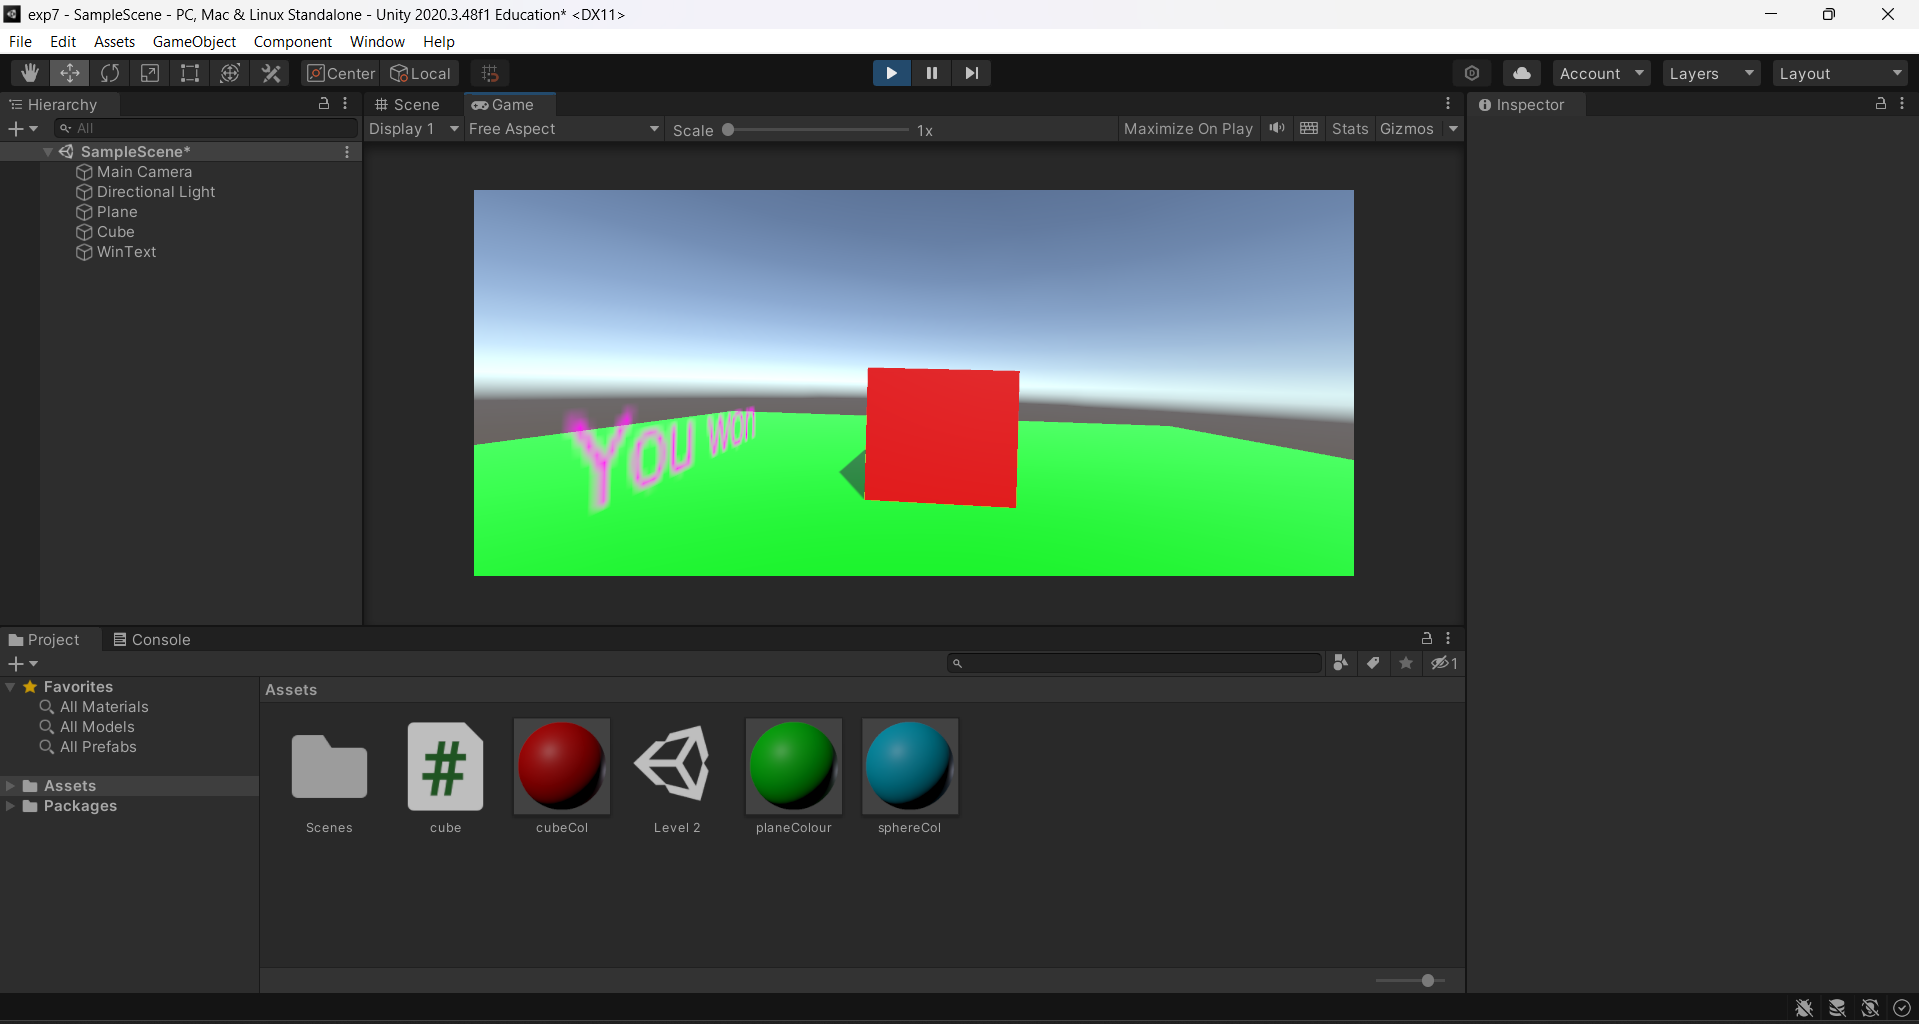 exp7 - SampleScene - PC, Mac & Linux Standalone - Unity 2020.3.48f1 Education* <DX11>
File Edit Assets GameObject Component Window Help
Center Local Account Layers Layout
Hierarchy Scene Game Inspector
All Display 1 Free Aspect Scale 1x Maximize On Play Stats Gizmos
SampleScene*
Main Camera
Directional Light
Plane
Cube
WinText
You won
Project Console
1
Favorites Assets
All Materials
All Models
All Prefabs
Assets
Packages
Scenes cube cubeCol Level 2 planeColour sphereCol